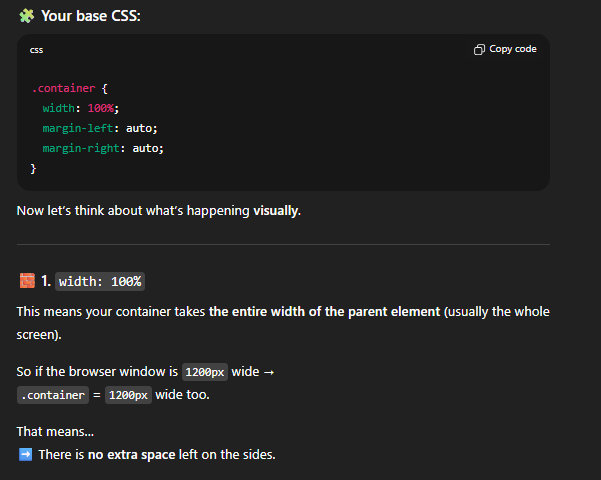 🧩 Your base CSS:
css
Copy code
.container {
  width: 100%;
  margin-left: auto;
  margin-right: auto;
}
Now let's think about what's happening visually.
🧱 1. width: 100%
This means your container takes the entire width of the parent element (usually the whole
screen).
So if the browser window is 1200px wide →
.container = 1200px wide too.
That means…
➡️ There is no extra space left on the sides.